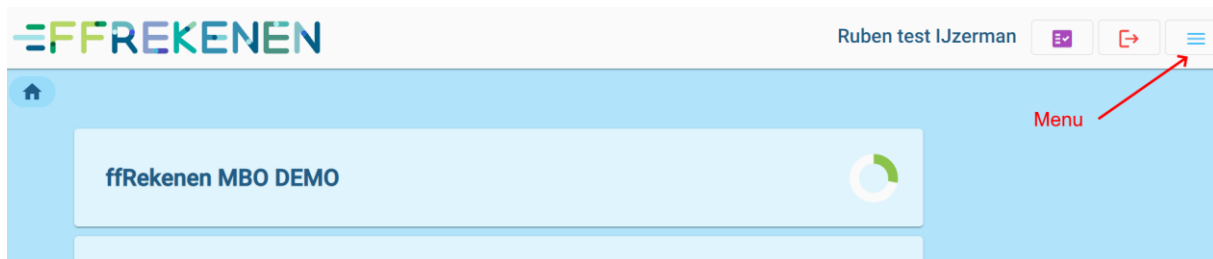 FFREKENEN
Ruben test IJzerman
Menu
ffRekenen MBO DEMO